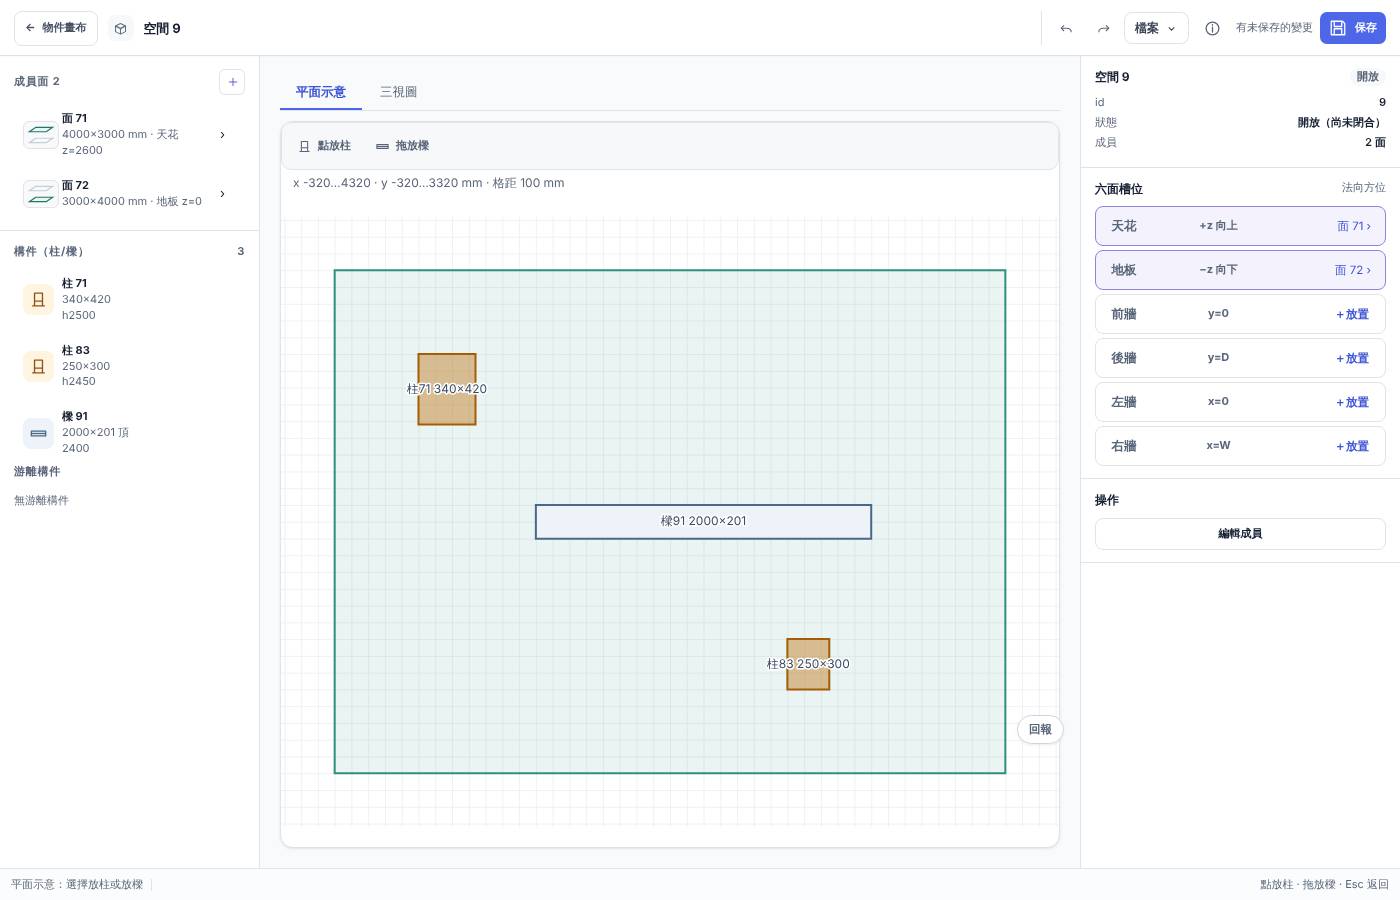 物件畫布
空間 9
檔案
有未保存的變更
保存
成員面 2
面 71
4000×3000 mm · 天花
z=2600
面 72
3000×4000 mm · 地板 z=0
構件（柱/樑）
3
柱 71
340×420
h2500
柱 83
250×300
h2450
樑 91
2000×201 頂
2400
游離構件
無游離構件
平面示意
三視圖
點放柱
拖放樑
x -320…4320 · y -320…3320 mm · 格距 100 mm
柱71 340×420
樑91 2000×201
柱83 250×300
回報
空間 9
開放
id
9
狀態
開放（尚未閉合）
成員
2 面
六面槽位
法向方位
天花
+z 向上
面 71 ›
地板
−z 向下
面 72 ›
前牆
y=0
+ 放置
後牆
y=D
+ 放置
左牆
x=0
+ 放置
右牆
x=W
+ 放置
操作
編輯成員
平面示意：選擇放柱或放樑
點放柱 · 拖放樑 · Esc 返回